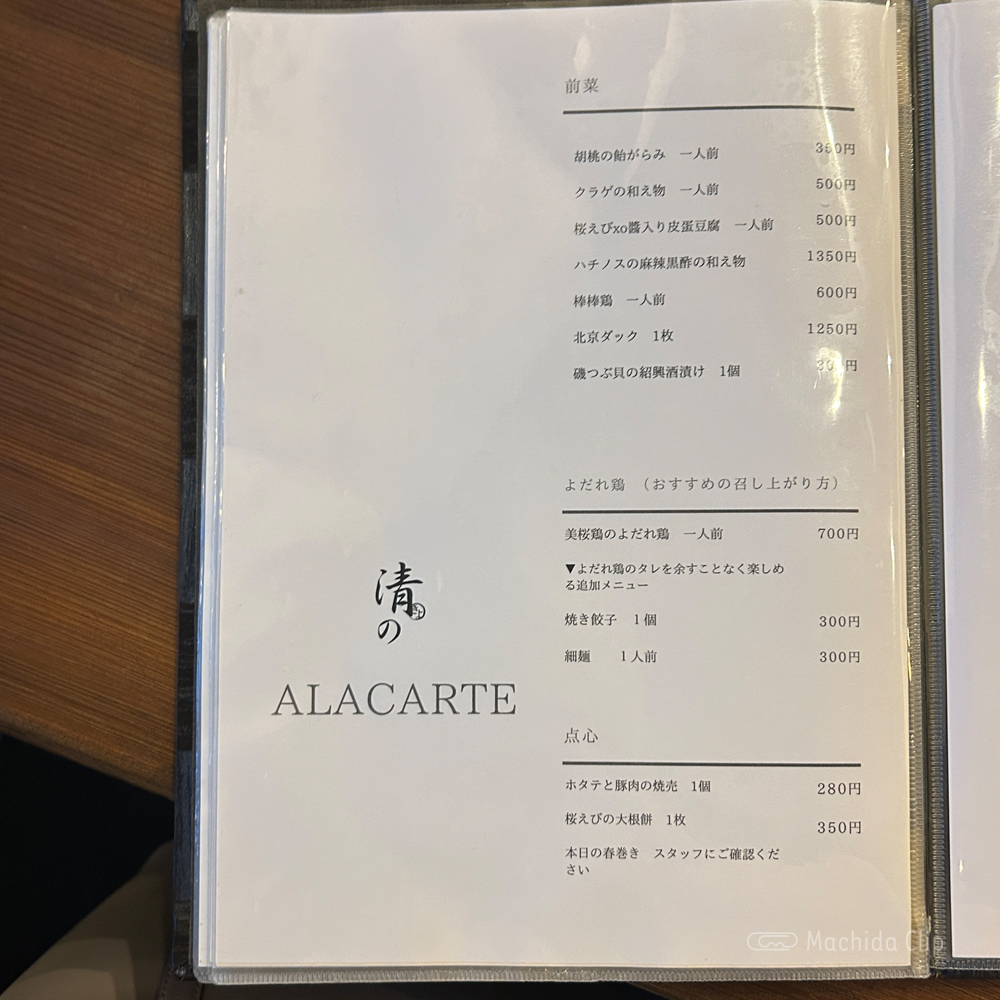 前菜
胡桃の飴がらみ 一人前 350円
クラゲの和え物 一人前 500円
桜えびxo醬入り皮蛋豆腐 一人前 500円
ハチノスの麻辣黒酢の和え物 1350円
棒棒鶏 一人前 600円
北京ダック 1枚 1250円
磯つぶ貝の紹興酒漬け 1個 円
よだれ鶏 (おすすめの召し上がり方)
美桜鶏のよだれ鶏 一人前 700円
▼よだれ鶏のタレを余すことなく楽しめ
る追加メニュー
焼き餃子 1個 300円
細麺 1人前 300円
点心
ホタテと豚肉の焼売 1個 280円
桜えびの大根餅 1枚 350円
本日の春巻き スタッフにご確認くだ
さい
清の
ALACARTE
Machida Clip